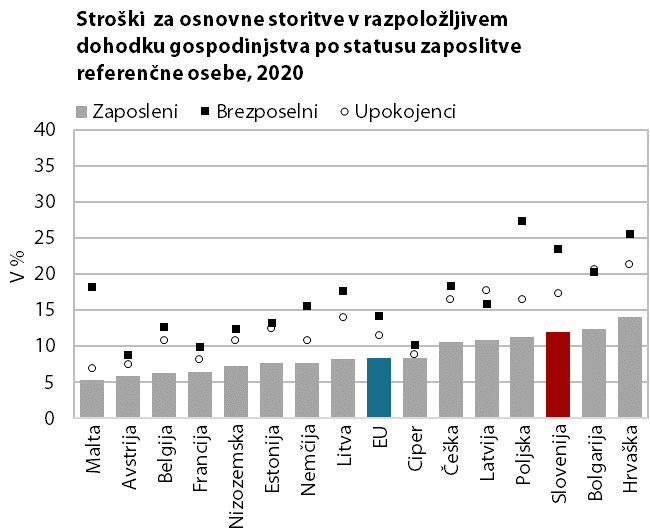 Stroški za osnovne storitve v razpoložljivem
dohodku gospodinjstva po statusu zaposlitve
referenčne osebe, 2020
Zaposleni Brezposelni Upokojenci
40
35
30
25
20
15
10
5
0
V %
Malta
Avstrija
Belgija
Francija
Nizozemska
Estonija
Nemčija
Litva
EU
Ciper
Češka
Latvija
Poljska
Slovenija
Bolgarija
Hrvaška